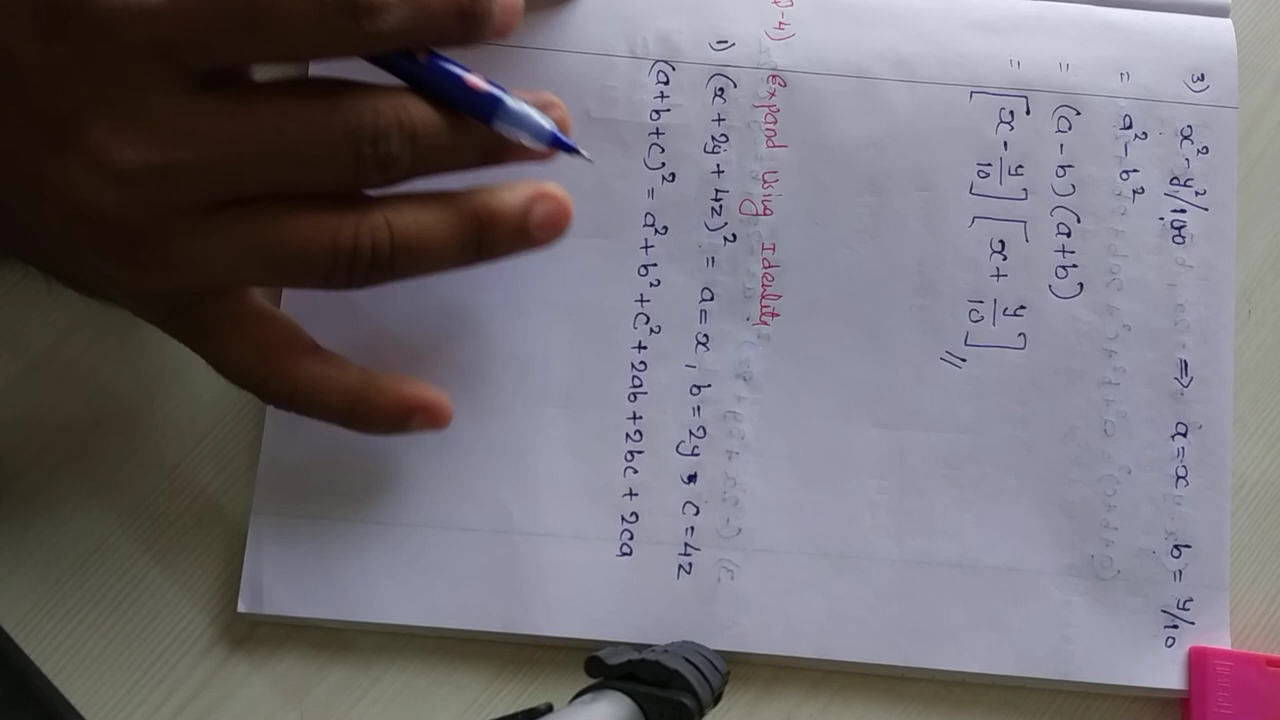 3) x² - y²/100 => a = x, b = y/10
= a² - b²
= (a - b) (a + b)
= [x - y/10] [x + y/10] //
-4) Expand Using Identity
1) (x + 2y + 4z)² = a = x, b = 2y, c = 4z
(a+b+c)² = a² + b² + c² + 2ab + 2bc + 2ca